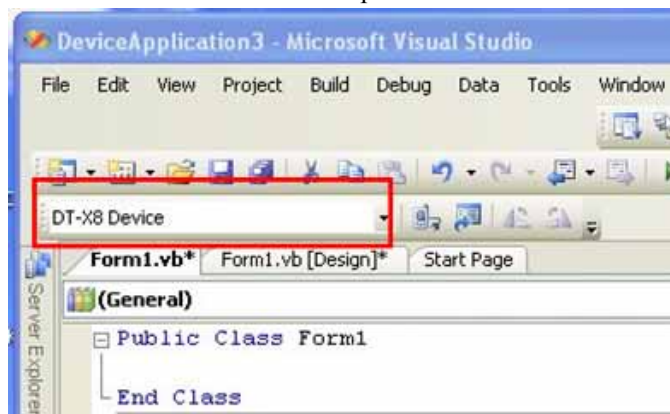 DeviceApplication3 - Microsoft Visual Studio
File Edit View Project Build Debug Data Tools Window
DT-X8 Device
Form1.vb* Form1.vb [Design]* Start Page
(General)
Server Explorer
Public Class Form1
End Class